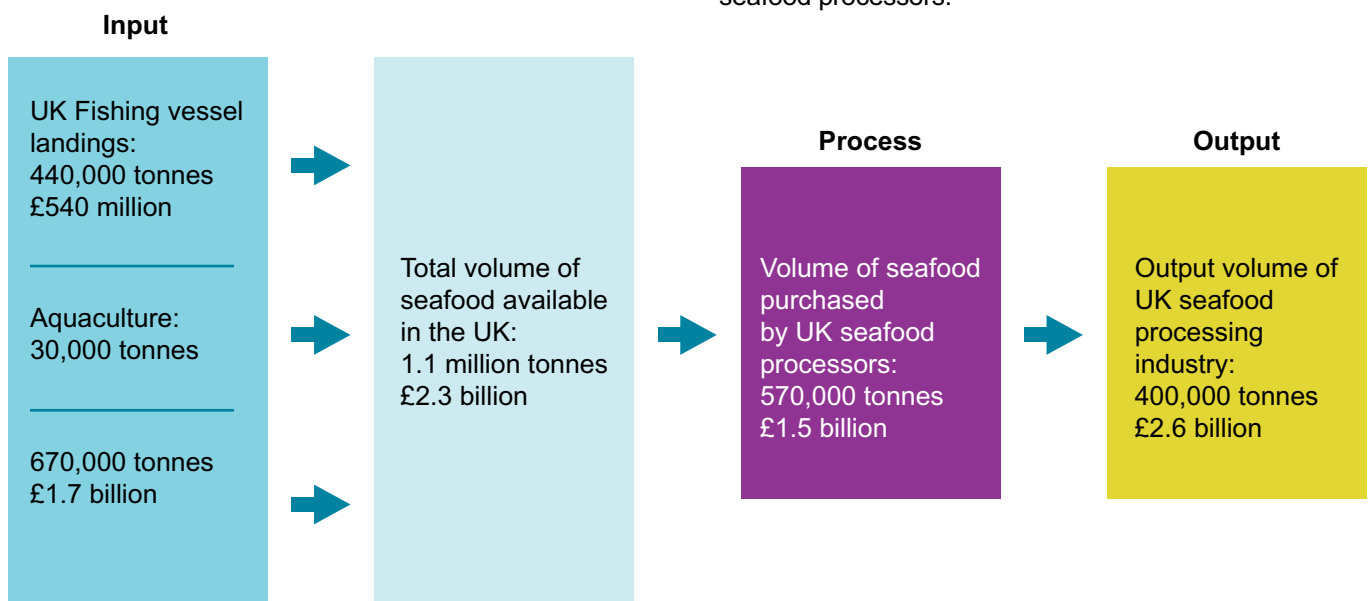 seafood processors.
Input
UK Fishing vessel
landings:
440,000 tonnes
£540 million
Aquaculture:
30,000 tonnes
670,000 tonnes
£1.7 billion
Total volume of
seafood available
in the UK:
1.1 million tonnes
£2.3 billion
Process
Volume of seafood
purchased
by UK seafood
processors:
570,000 tonnes
£1.5 billion
Output
Output volume of
UK seafood
processing
industry:
400,000 tonnes
£2.6 billion